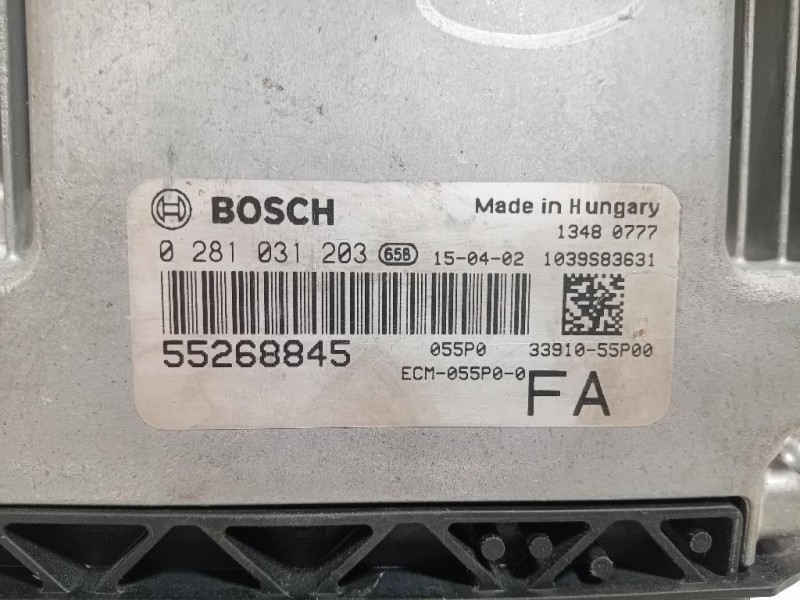 BOSCH
Made in Hungary
1348 0777
0 281 031 203 658 15-04-02 1039S83631
55268845 055P0 33910-55P00
ECM-055P0-0
FA